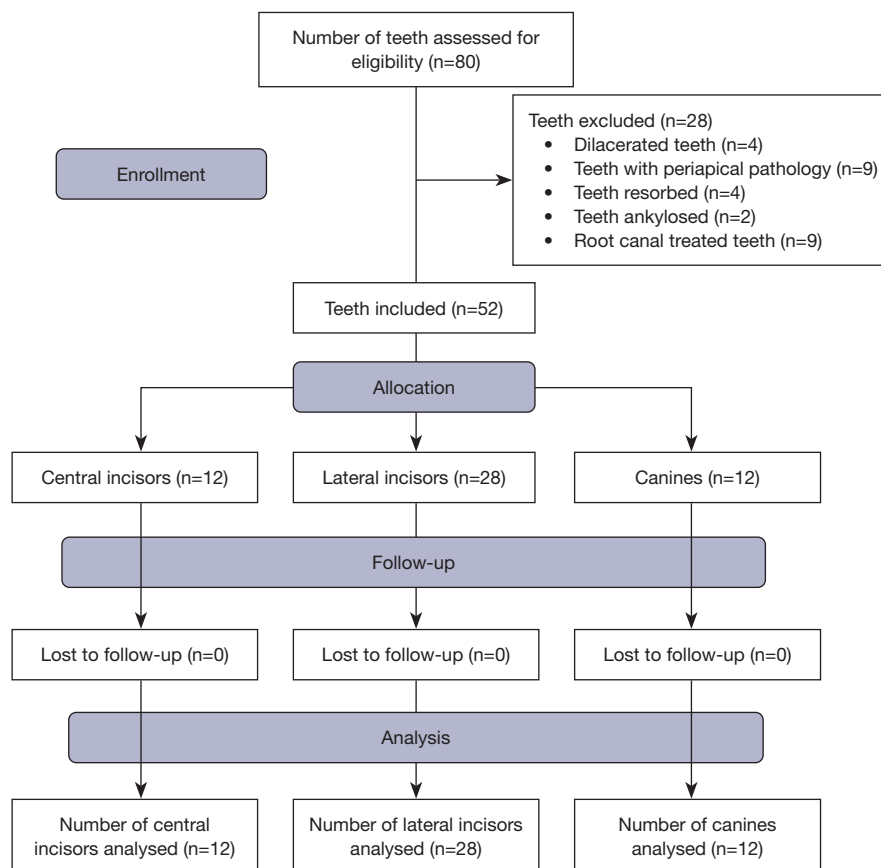 Number of teeth assessed for
eligibility (n=80)
Teeth excluded (n=28)
• Dilacerated teeth (n=4)
• Teeth with periapical pathology (n=9)
• Teeth resorbed (n=4)
• Teeth ankylosed (n=2)
• Root canal treated teeth (n=9)
Enrollment
Teeth included (n=52)
Allocation
Central incisors (n=12)
Lateral incisors (n=28)
Canines (n=12)
Follow-up
Lost to follow-up (n=0)
Lost to follow-up (n=0)
Lost to follow-up (n=0)
Analysis
Number of central
incisors analysed (n=12)
Number of lateral incisors
analysed (n=28)
Number of canines
analysed (n=12)